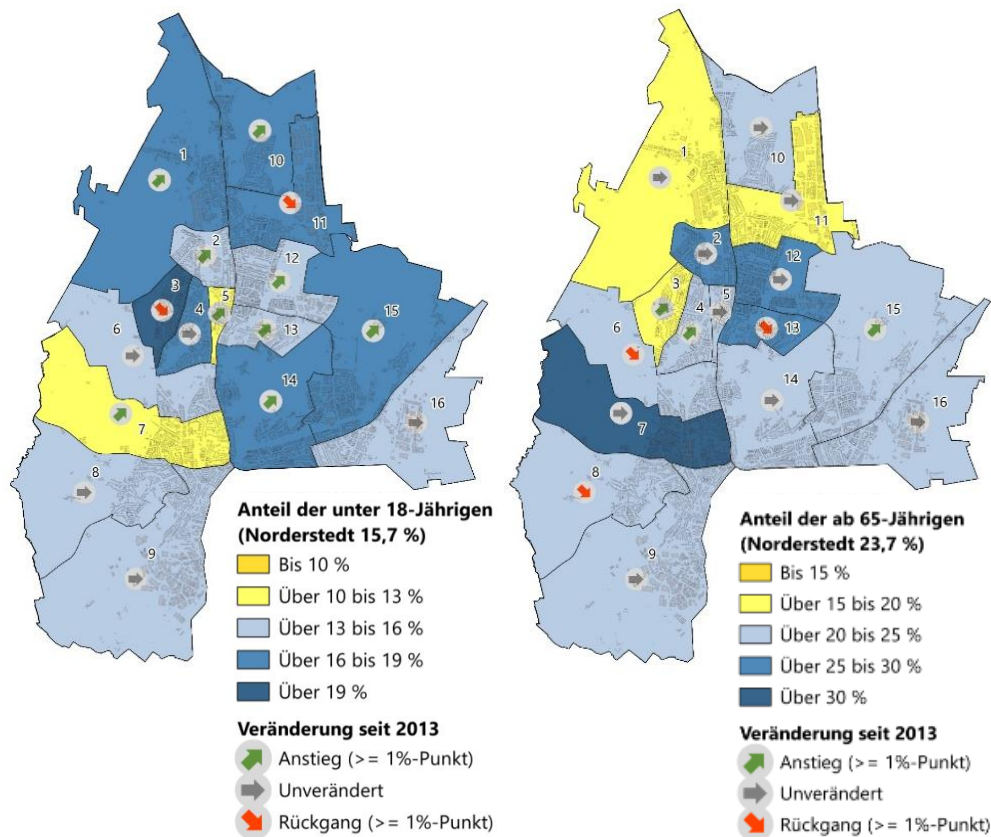 1
10
11
2
12
3
4
5
13
15
6
14
16
7
8
9
Anteil der unter 18-Jährigen
(Norderstedt 15,7 %)
Bis 10 %
Über 10 bis 13 %
Über 13 bis 16 %
Über 16 bis 19 %
Über 19 %
Veränderung seit 2013
Anstieg (>= 1%-Punkt)
Unverändert
Rückgang (>= 1%-Punkt)
1
10
11
2
12
3
4
5
13
15
6
14
16
7
8
9
Anteil der ab 65-Jährigen
(Norderstedt 23,7 %)
Bis 15 %
Über 15 bis 20 %
Über 20 bis 25 %
Über 25 bis 30 %
Über 30 %
Veränderung seit 2013
Anstieg (>= 1%-Punkt)
Unverändert
Rückgang (>= 1%-Punkt)